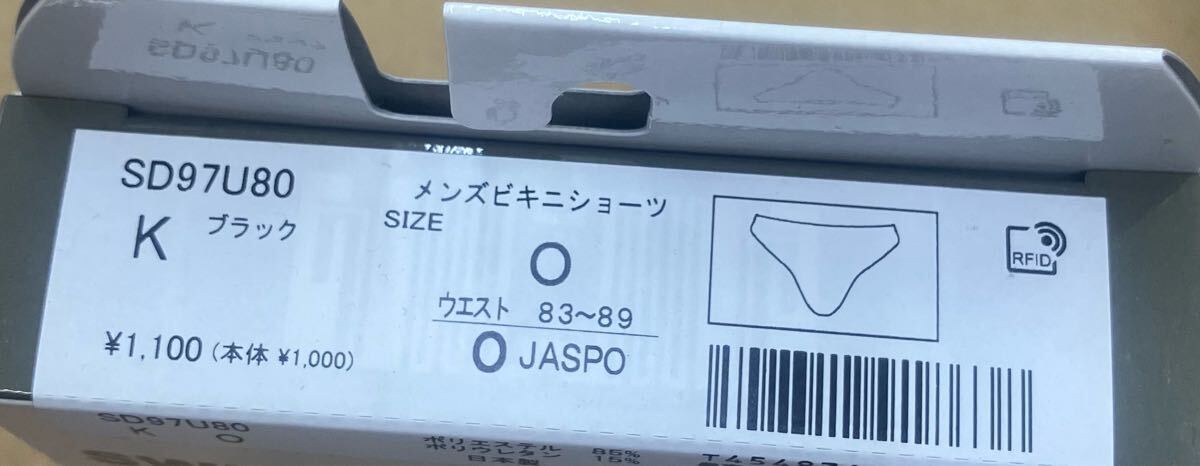 SD97U80
K ブラック
¥1,100 (本体 ¥1,000)
メンズビキニショーツ
SIZE
O
ウエスト 83～89
O JASPO
RFID
SD97U80
K O
ポリエステル 85%
ポリウレタン 15%
日本製